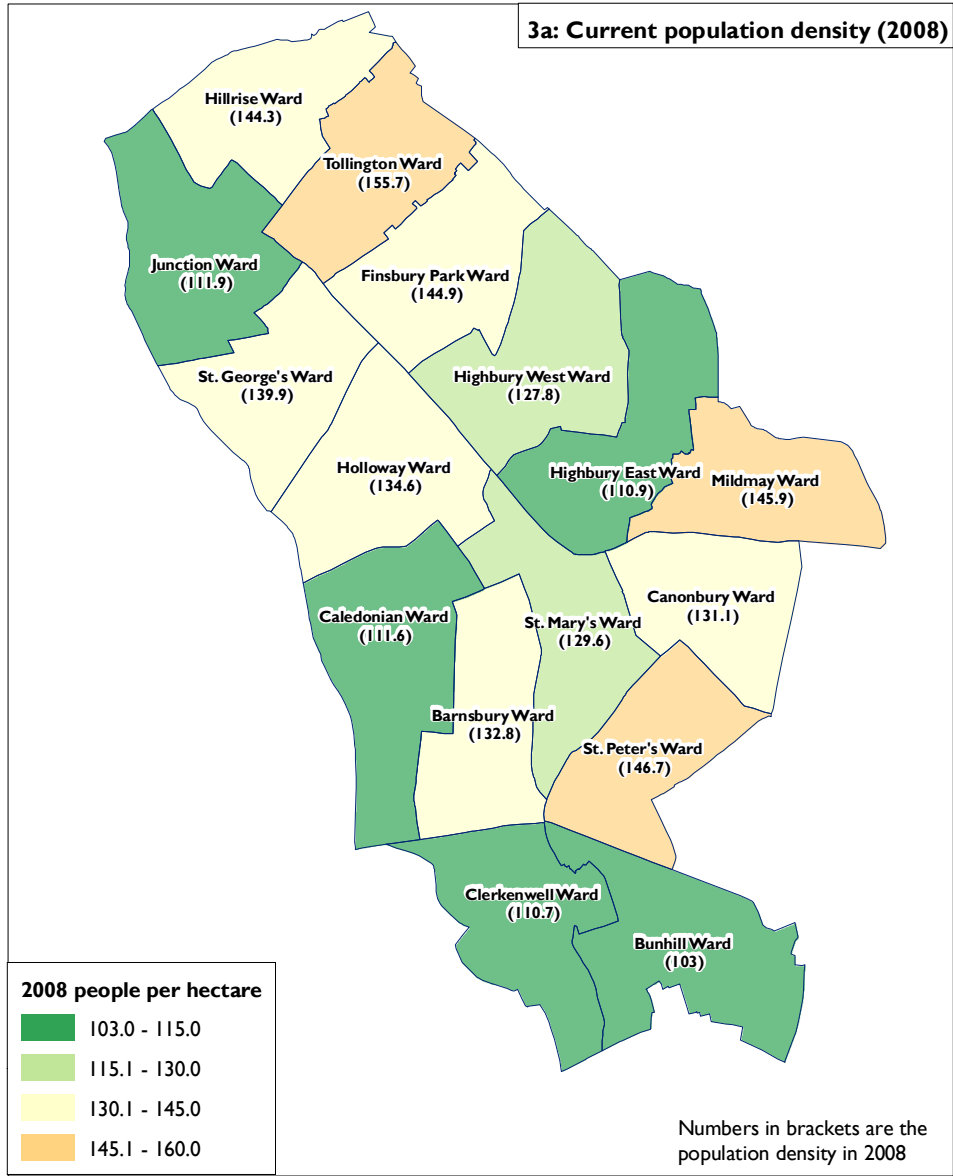 3a: Current population density (2008)
Hillrise Ward
(144.3)
Tollington Ward
(155.7)
Junction Ward
(111.9)
Finsbury Park Ward
(144.9)
St. George's Ward
(139.9)
Highbury West Ward
(127.8)
Holloway Ward
(134.6)
Highbury East Ward
(110.9)
Mildmay Ward
(145.9)
Caledonian Ward
(111.6)
St. Mary's Ward
(129.6)
Canonbury Ward
(131.1)
Barnsbury Ward
(132.8)
St. Peter's Ward
(146.7)
Clerkenwell Ward
(110.7)
Bunhill Ward
(103)
2008 people per hectare
103.0 - 115.0
115.1 - 130.0
130.1 - 145.0
145.1 - 160.0
Numbers in brackets are the
population density in 2008